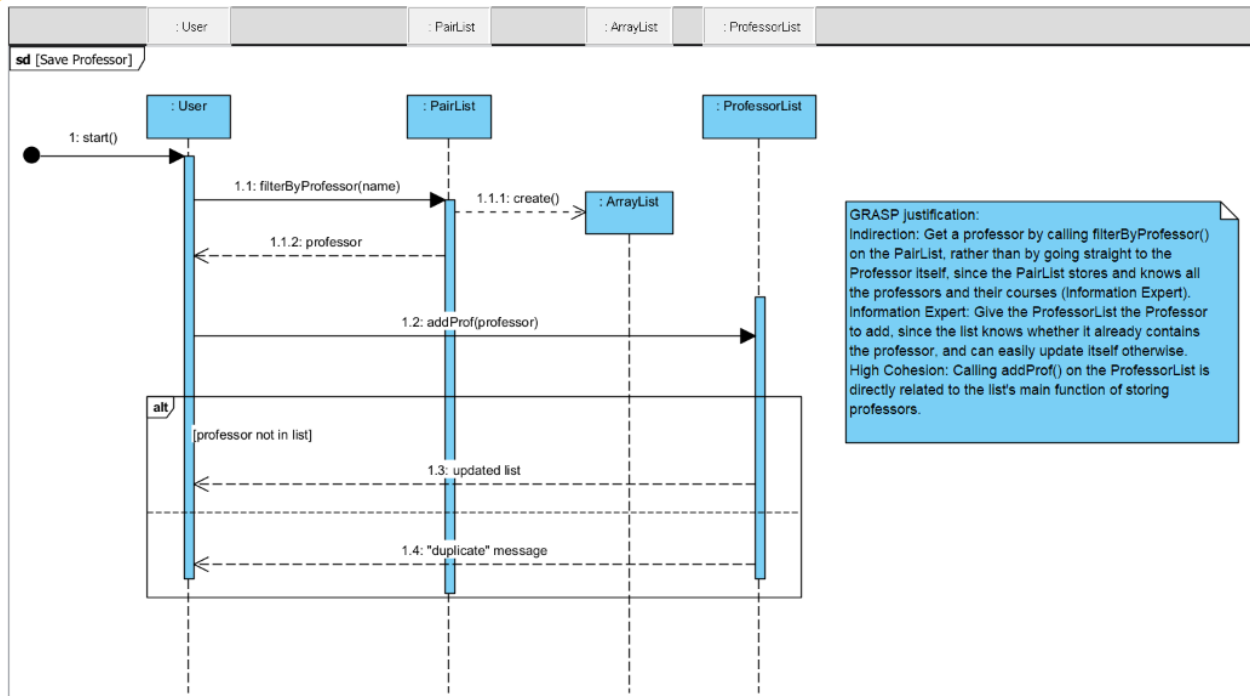 : User
: PairList
: ArrayList
: ProfessorList
sd [Save Professor]
: User
: PairList
: ProfessorList
1: start()
1.1: filterByProfessor(name)
1.1.1: create()
: ArrayList
1.1.2: professor
1.2: addProf(professor)
alt
[professor not in list]
1.3: updated list
1.4: "duplicate" message
GRASP justification:
Indirection: Get a professor by calling filterByProfessor()
on the PairList, rather than by going straight to the
Professor itself, since the PairList stores and knows all
the professors and their courses (Information Expert).
Information Expert: Give the ProfessorList the Professor
to add, since the list knows whether it already contains
the professor, and can easily update itself otherwise.
High Cohesion: Calling addProf() on the ProfessorList is
directly related to the list's main function of storing
professors.